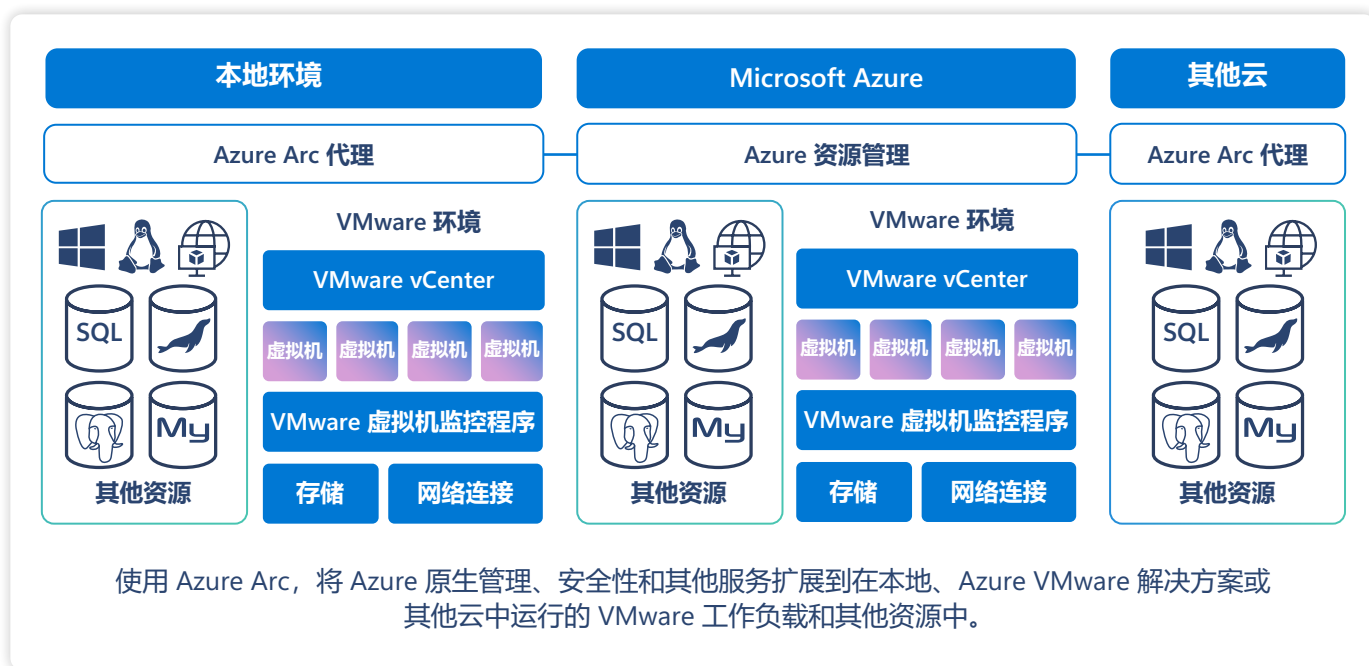 本地环境
Microsoft Azure
其他云
Azure Arc 代理
Azure 资源管理
Azure Arc 代理
SQL
My
其他资源
VMware 环境
VMware vCenter
虚拟机 虚拟机 虚拟机 虚拟机
VMware 虚拟机监控程序
存储
网络连接
SQL
My
其他资源
VMware 环境
VMware vCenter
虚拟机 虚拟机 虚拟机 虚拟机
VMware 虚拟机监控程序
存储
网络连接
SQL
My
其他资源
使用 Azure Arc，将 Azure 原生管理、安全性和其他服务扩展到在本地、Azure VMware 解决方案或
其他云中运行的 VMware 工作负载和其他资源中。